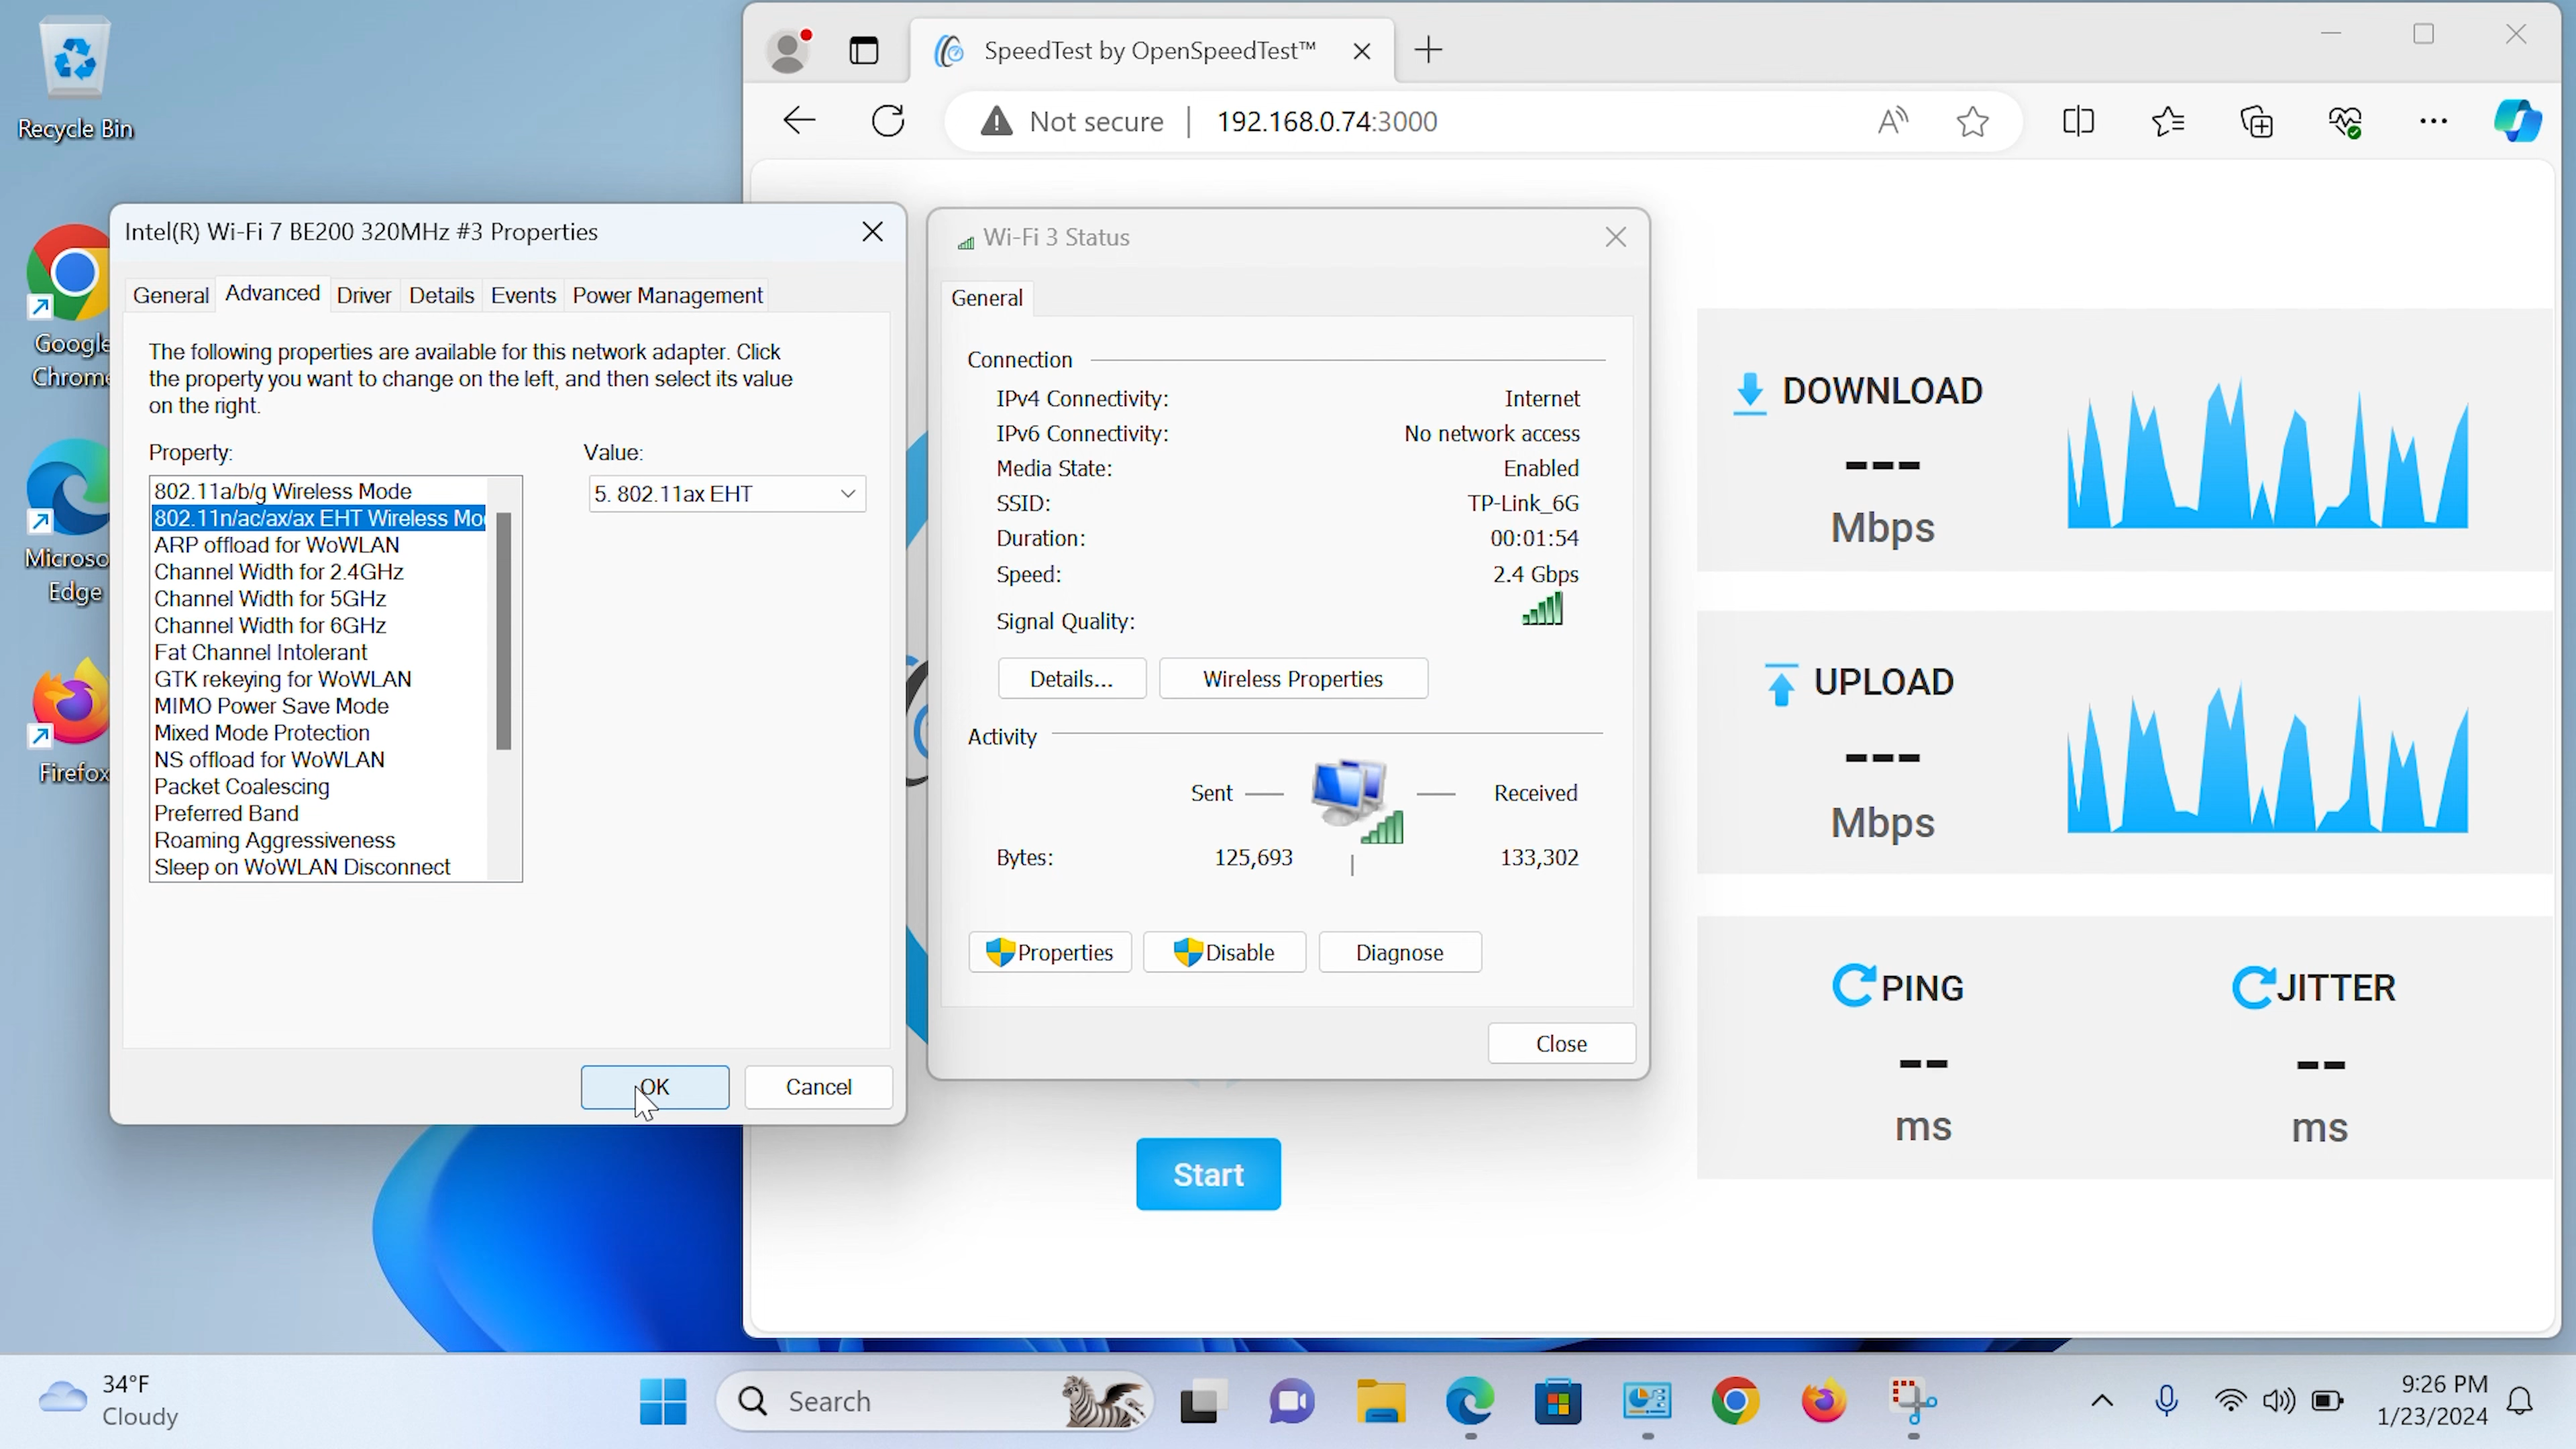 Recycle Bin
Google
Chrome
Microso
Edge
Firefox
SpeedTest by OpenSpeedTest™
Not secure | 192.168.0.74:3000
Intel(R) Wi-Fi 7 BE200 320MHz #3 Properties
General Advanced Driver Details Events Power Management
The following properties are available for this network adapter. Click
the property you want to change on the left, and then select its value
on the right.
Property:
Value:
802.11a/b/g Wireless Mode
802.11n/ac/ax/ax EHT Wireless Mo
ARP offload for WoWLAN
Channel Width for 2.4GHz
Channel Width for 5GHz
Channel Width for 6GHz
Fat Channel Intolerant
GTK rekeying for WoWLAN
MIMO Power Save Mode
Mixed Mode Protection
NS offload for WoWLAN
Packet Coalescing
Preferred Band
Roaming Aggressiveness
Sleep on WoWLAN Disconnect
5. 802.11ax EHT
OK
Cancel
Wi-Fi 3 Status
General
Connection
IPv4 Connectivity: Internet
IPv6 Connectivity: No network access
Media State: Enabled
SSID: TP-Link_6G
Duration: 00:01:54
Speed: 2.4 Gbps
Signal Quality:
Details...
Wireless Properties
Activity
Sent — — Received
Bytes: 125,693 | 133,302
Properties
Disable
Diagnose
Close
Start
DOWNLOAD
---
Mbps
UPLOAD
---
Mbps
PING
--
ms
JITTER
--
ms
34°F
Cloudy
Search
9:26 PM
1/23/2024